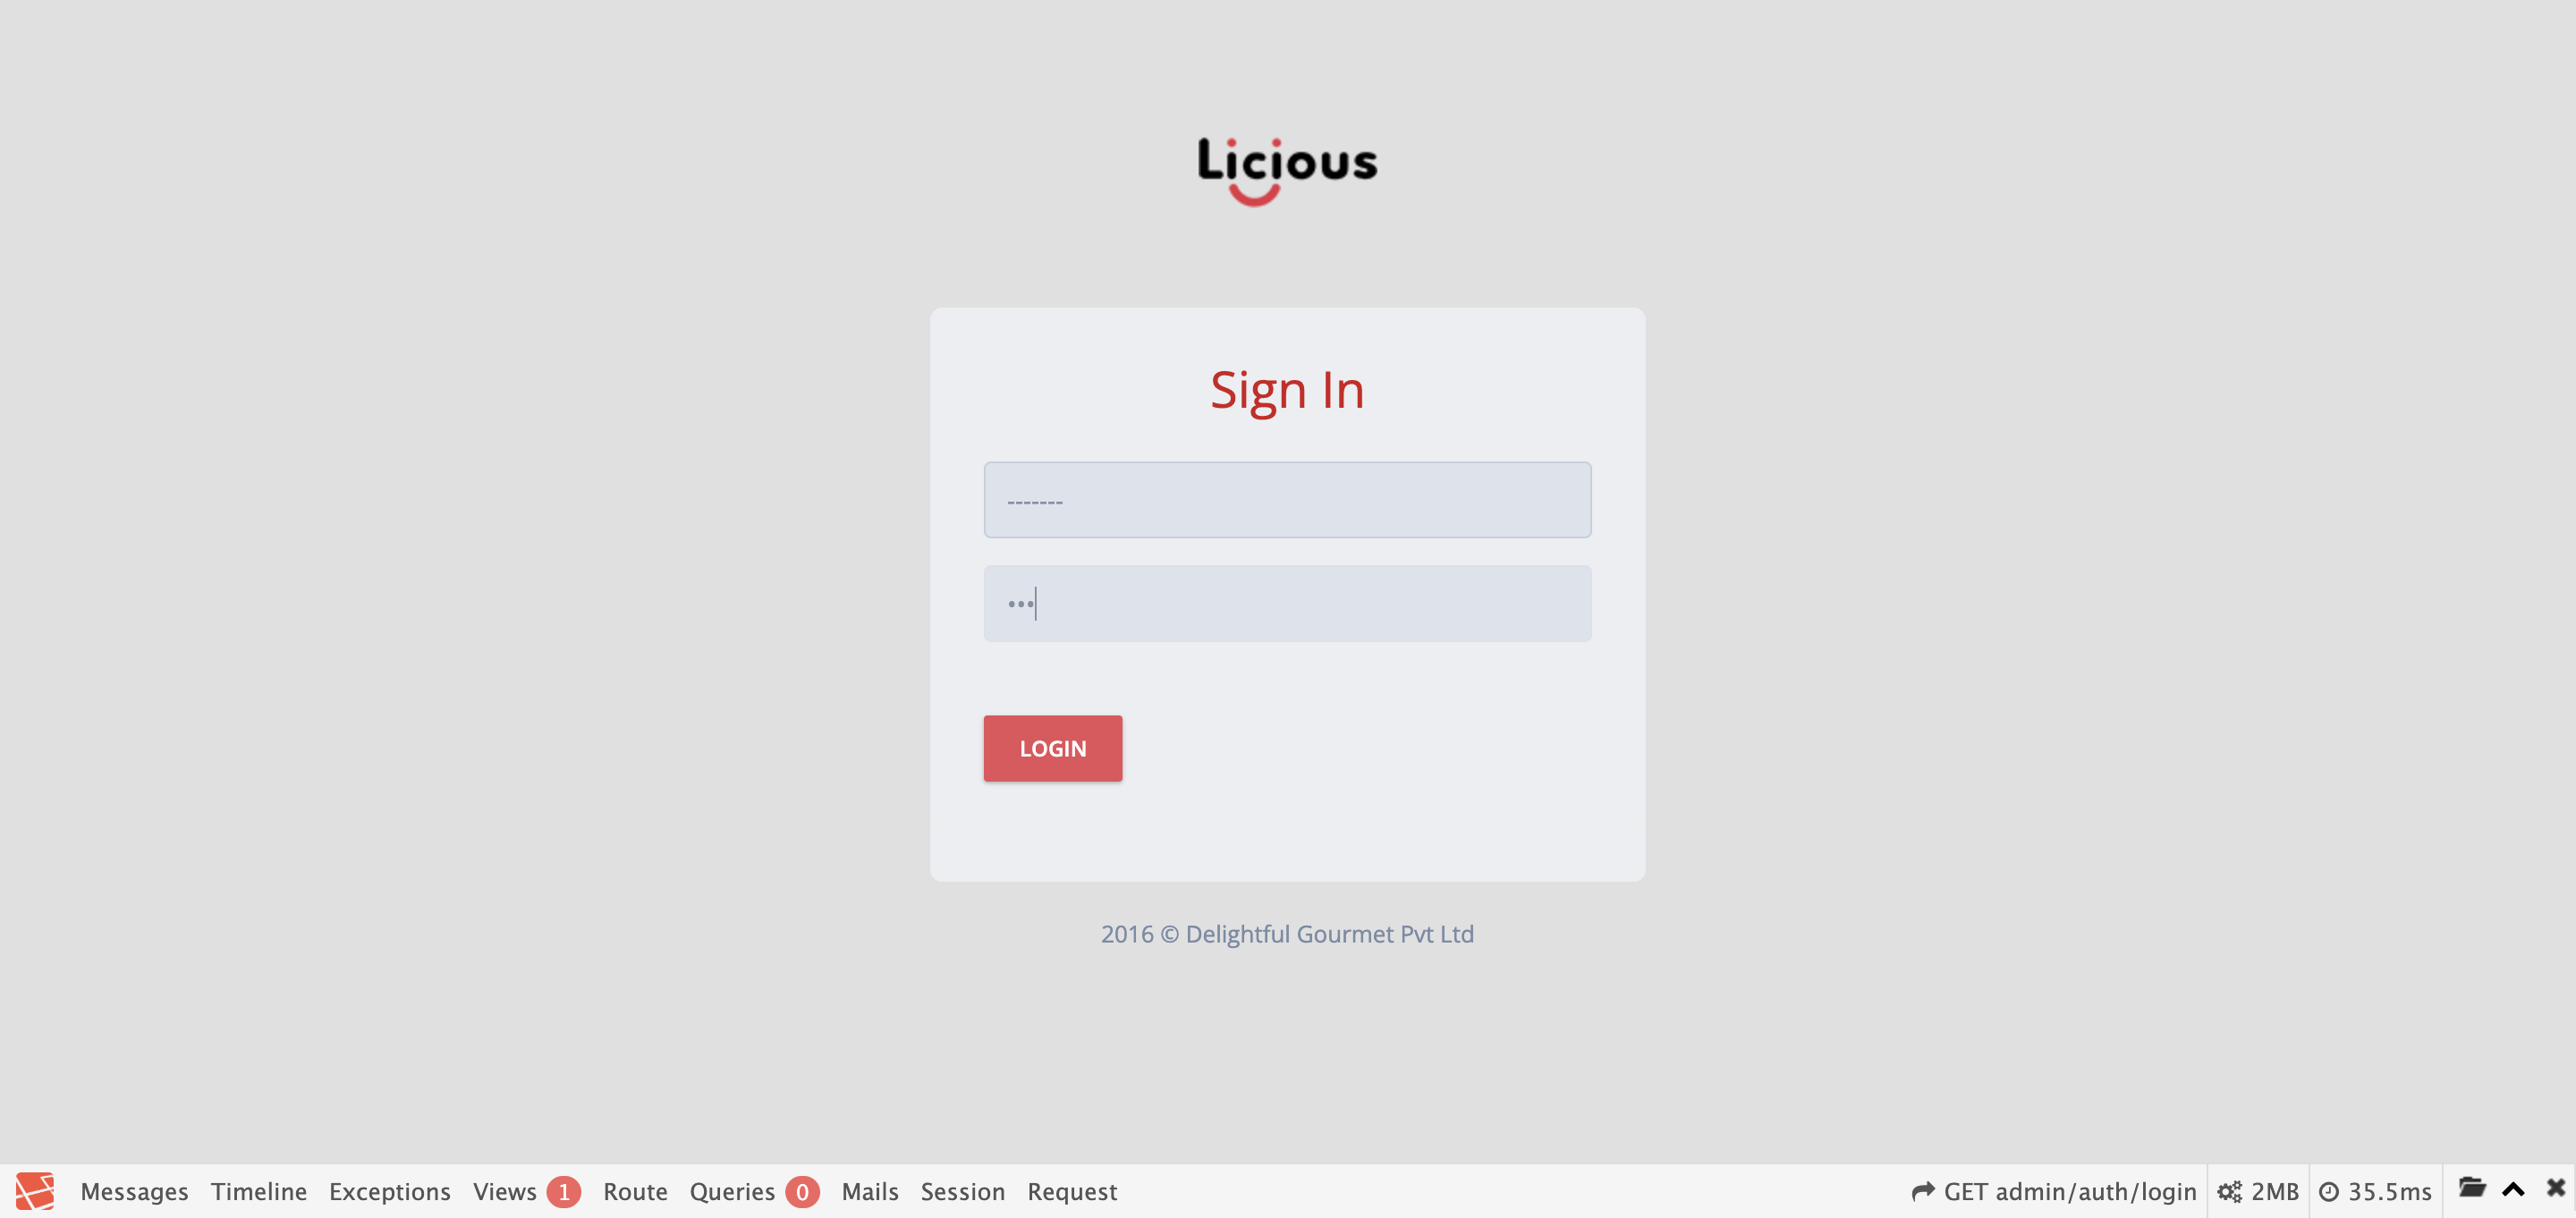 Licious
Sign In
-------
•••
LOGIN
2016 © Delightful Gourmet Pvt Ltd
Messages Timeline Exceptions Views 1 Route Queries 0 Mails Session Request GET admin/auth/login 2MB 35.5ms